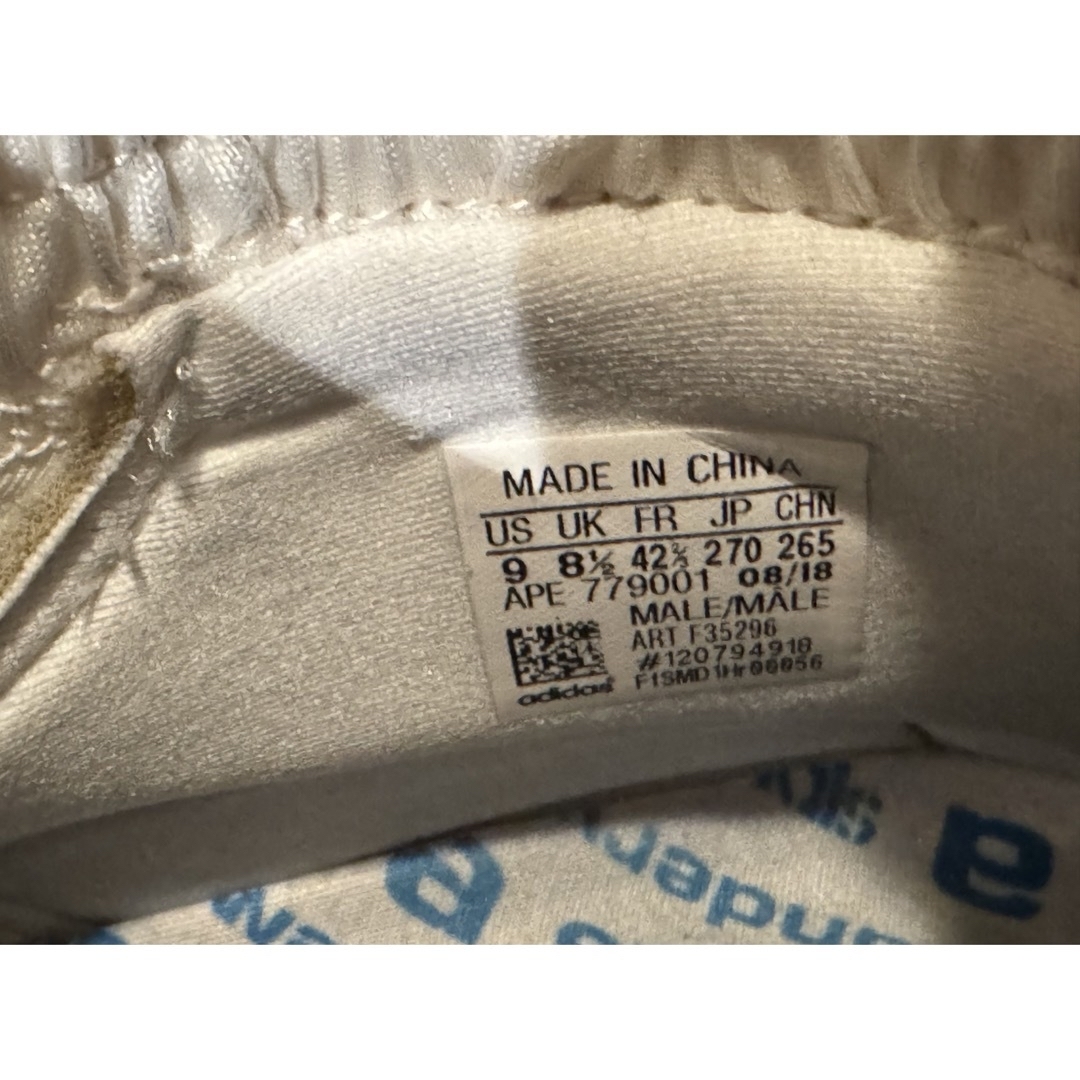 MADE IN CHINA
US UK FR JP CHN
9 8½ 42⅔ 270 265
APE 779001 08/18
MALE/MÂLE
ART F35296
#120794918
adidas
a
a